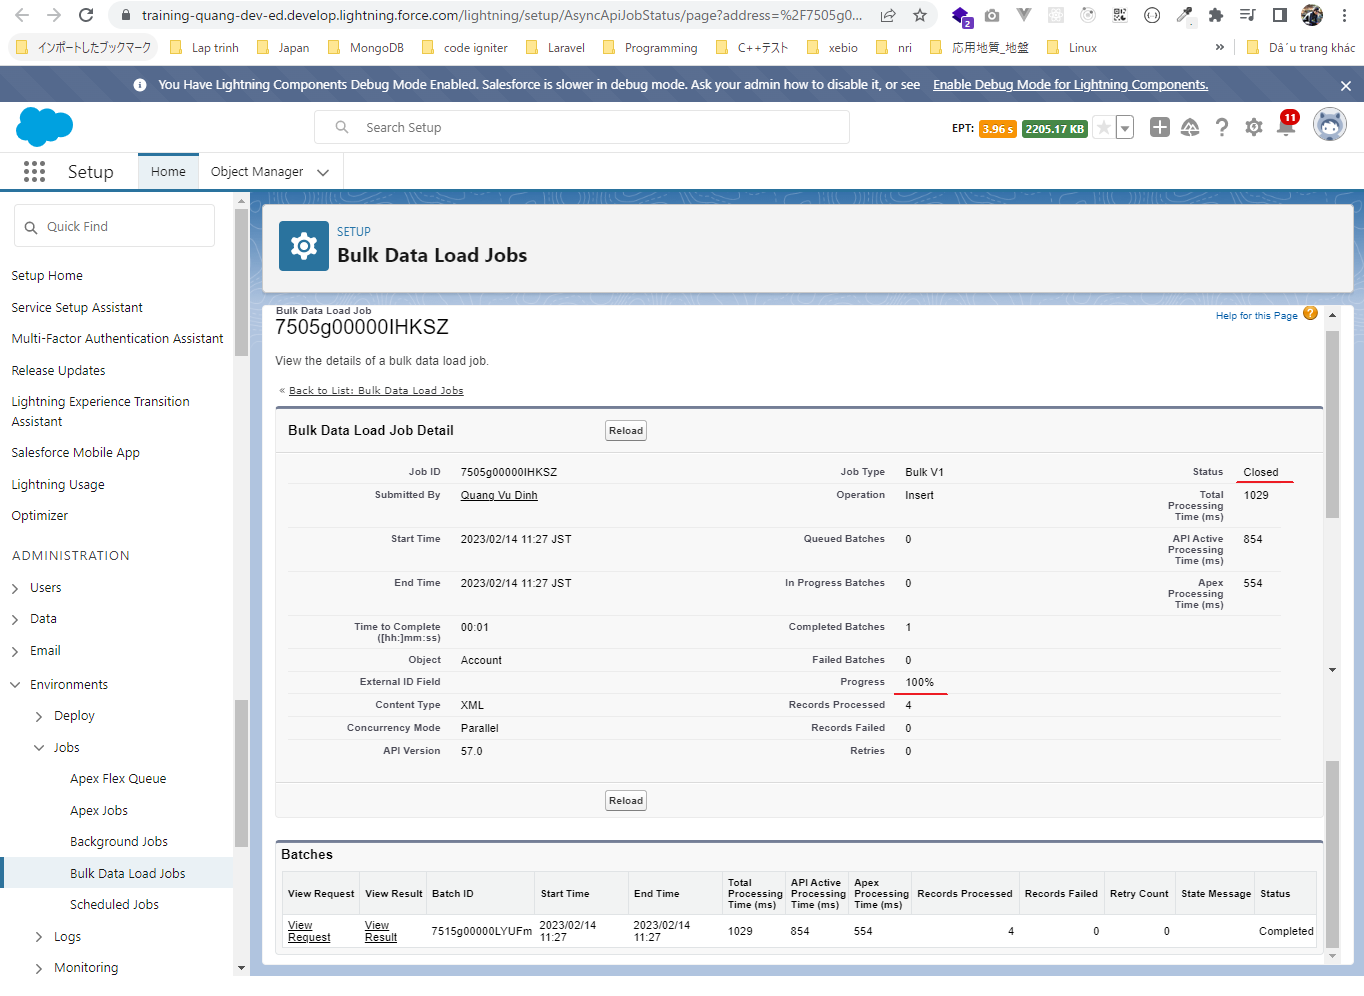 training-quang-dev-ed.develop.lightning.force.com/lightning/setup/AsyncApiJobStatus/page?address=%2F7505g0...
インポートしたブックマーク Lap trinh Japan MongoDB code igniter Laravel Programming C++テスト xebio nri 応用地質_地盤 Linux » Dấu trang khác
You Have Lightning Components Debug Mode Enabled. Salesforce is slower in debug mode. Ask your admin how to disable it, or see Enable Debug Mode for Lightning Components.
Search Setup
EPT: 3.96 s 2205.17 KB
11
Setup Home Object Manager
Quick Find
Setup Home
Service Setup Assistant
Multi-Factor Authentication Assistant
Release Updates
Lightning Experience Transition
Assistant
Salesforce Mobile App
Lightning Usage
Optimizer
ADMINISTRATION
Users
Data
Email
Environments
Deploy
Jobs
Apex Flex Queue
Apex Jobs
Background Jobs
Bulk Data Load Jobs
Scheduled Jobs
Logs
Monitoring
SETUP
Bulk Data Load Jobs
Bulk Data Load Job
7505g00000IHKSZ
Help for this Page ?
View the details of a bulk data load job.
« Back to List: Bulk Data Load Jobs
Bulk Data Load Job Detail Reload
Job ID 7505g00000IHKSZ Job Type Bulk V1 Status Closed
Submitted By Quang Vu Dinh Operation Insert Total Processing Time (ms) 1029
Start Time 2023/02/14 11:27 JST Queued Batches 0 API Active Processing Time (ms) 854
End Time 2023/02/14 11:27 JST In Progress Batches 0 Apex Processing Time (ms) 554
Time to Complete ([hh:]mm:ss) 00:01 Completed Batches 1
Object Account Failed Batches 0
External ID Field Progress 100%
Content Type XML Records Processed 4
Concurrency Mode Parallel Records Failed 0
API Version 57.0 Retries 0
Reload
Batches
View Request View Result Batch ID Start Time End Time Total Processing Time (ms) API Active Processing Time (ms) Apex Processing Time (ms) Records Processed Records Failed Retry Count State Message Status
View Request View Result 7515g00000LYUFm 2023/02/14 11:27 2023/02/14 11:27 1029 854 554 4 0 0 Completed